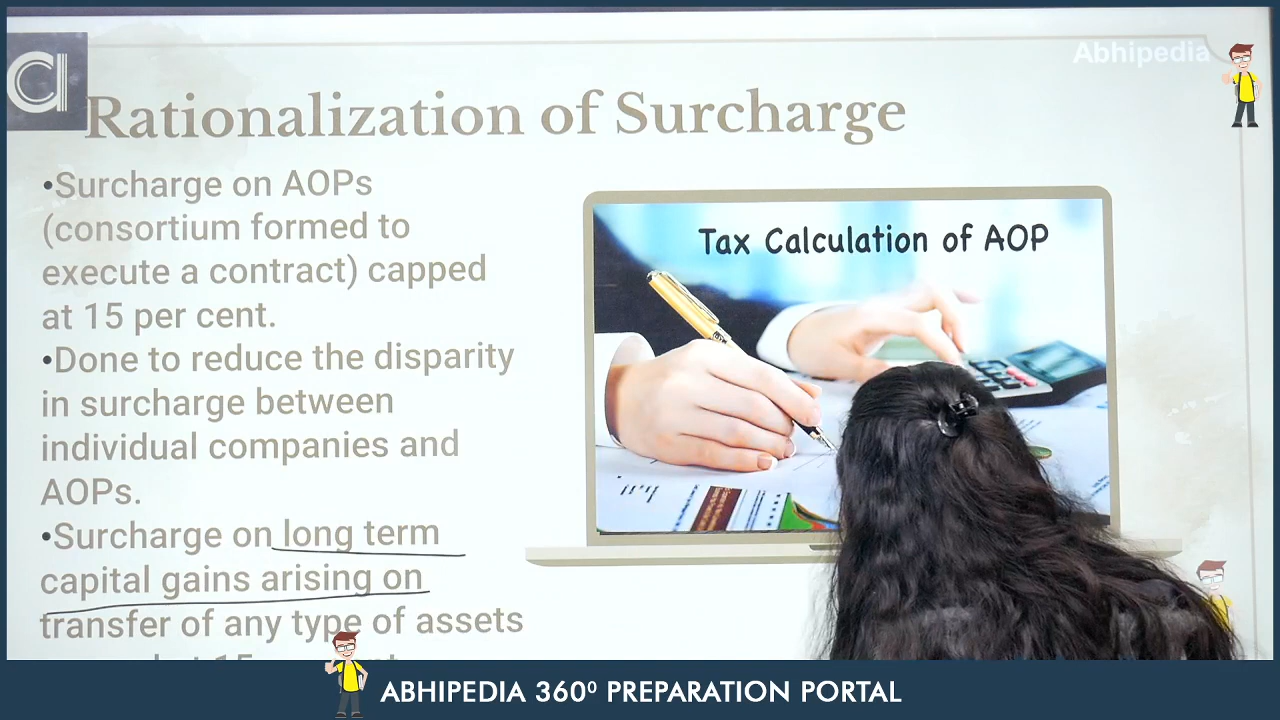 Abhipedia
a
Rationalization of Surcharge
•Surcharge on AOPs
(consortium formed to
execute a contract) capped
at 15 per cent.
•Done to reduce the disparity
in surcharge between
individual companies and
AOPs.
•Surcharge on long term
capital gains arising on
transfer of any type of assets
Tax Calculation of AOP
ABHIPEDIA 360⁰ PREPARATION PORTAL